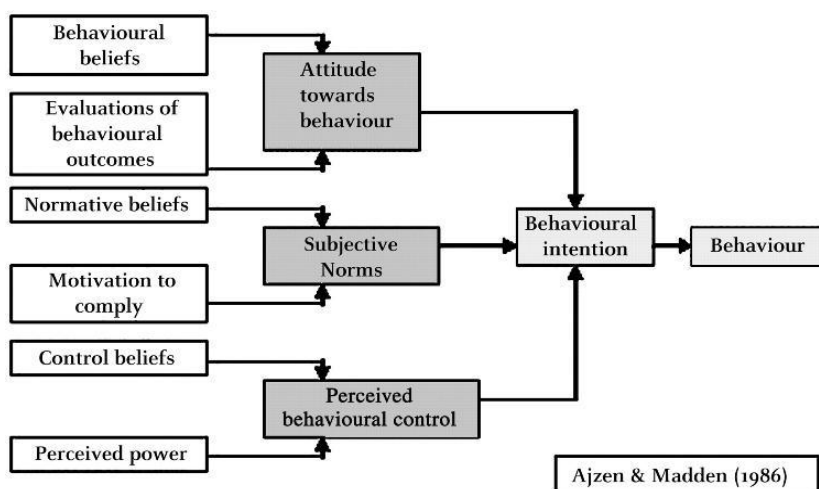 Behavioural
beliefs
Evaluations of
behavioural
outcomes
Normative beliefs
Motivation to
comply
Control beliefs
Perceived power
Attitude
towards
behaviour
Subjective
Norms
Perceived
behavioural control
Behavioural
intention
Behaviour
Ajzen & Madden (1986)